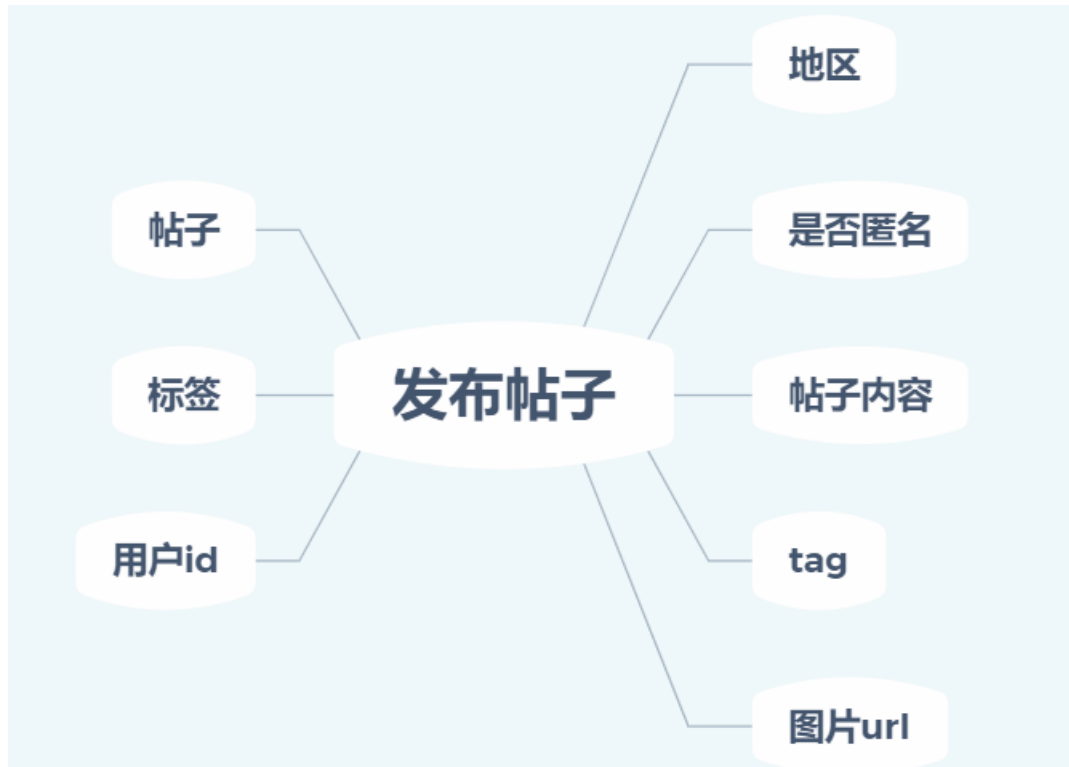 发布帖子
地区
是否匿名
帖子内容
tag
图片url
帖子
标签
用户id